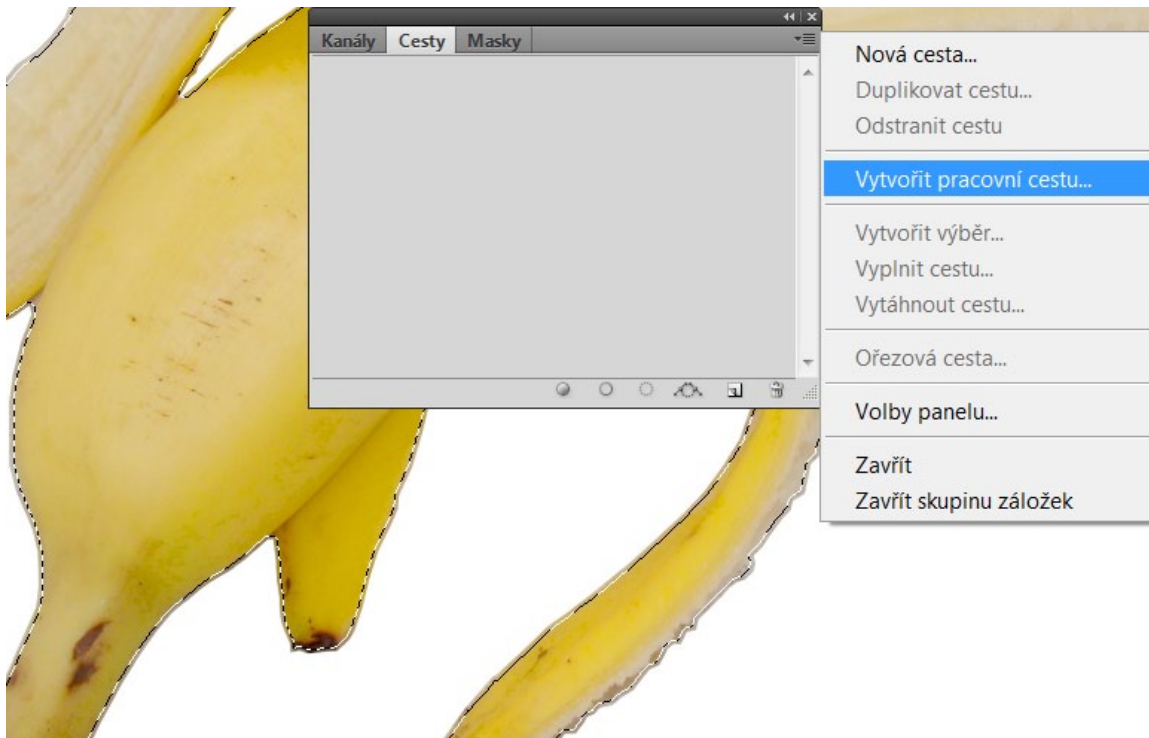 Kanály Cesty Masky
Nová cesta...
Duplikovat cestu...
Odstranit cestu
Vytvořit pracovní cestu...
Vytvořit výběr...
Vyplnit cestu...
Vytáhnout cestu...
Ořezová cesta...
Volby panelu...
Zavřít
Zavřít skupinu záložek